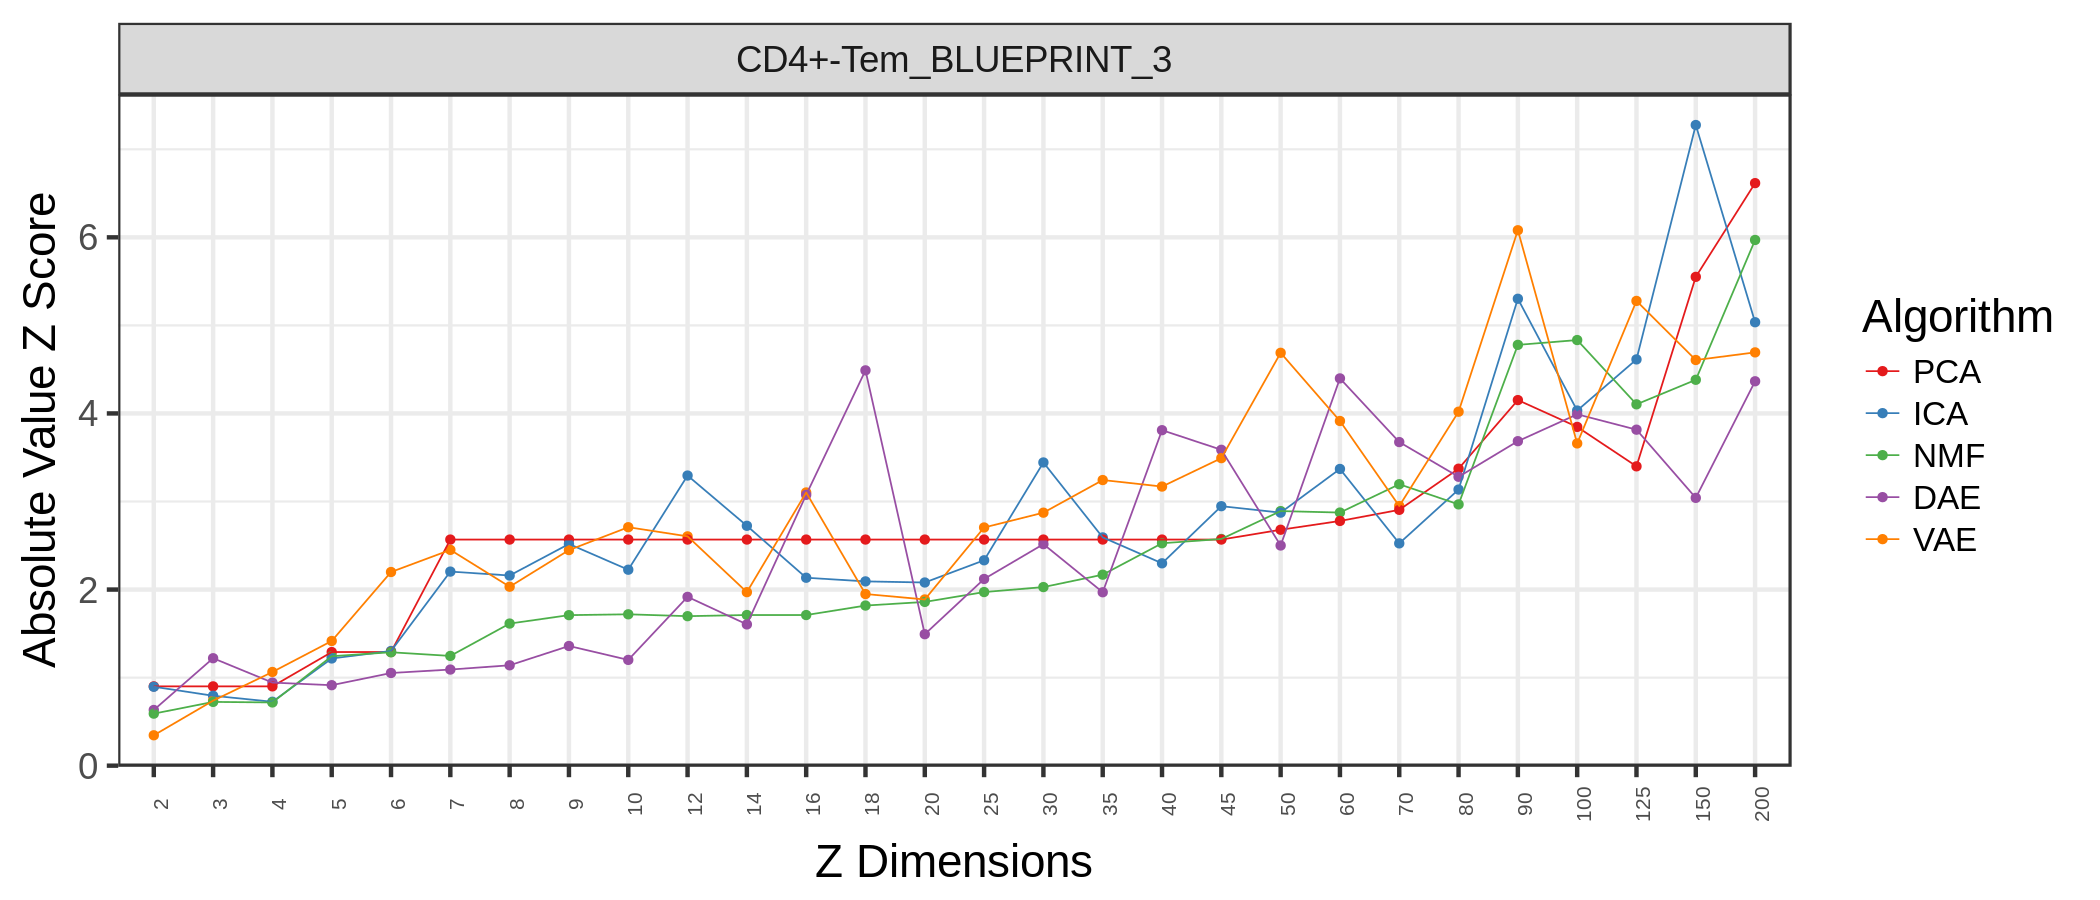 CD4+-Tem_BLUEPRINT_3
Absolute Value Z Score
6
4
2
0
2 3 4 5 6 7 8 9 10 12 14 16 18 20 25 30 35 40 45 50 60 70 80 90 100 125 150 200
Z Dimensions
Algorithm
PCA
ICA
NMF
DAE
VAE